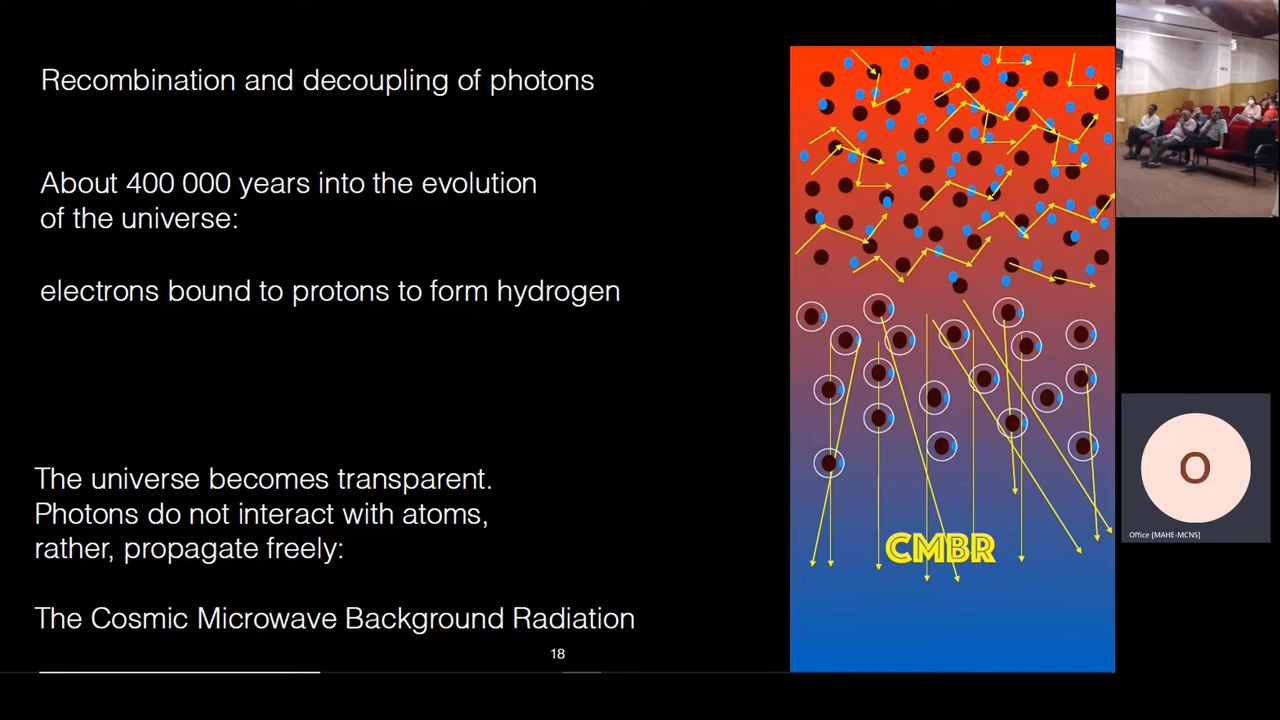 Recombination and decoupling of photons
About 400 000 years into the evolution
of the universe:
electrons bound to protons to form hydrogen
The universe becomes transparent.
Photons do not interact with atoms,
rather, propagate freely:
The Cosmic Microwave Background Radiation
18
CMBR
O
Office [MAHE-MCNS]